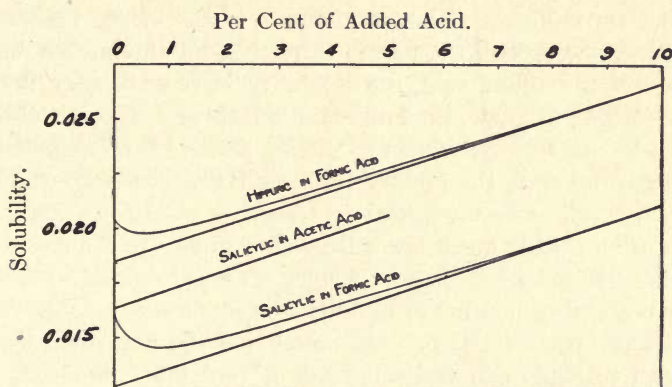 Per Cent of Added Acid.
0 1 2 3 4 5 6 7 8 9 10
0.025
Hippuric in Formic Acid
0.020
Salicylic in Acetic Acid
Solubility.
Salicylic in Formic Acid
0.015